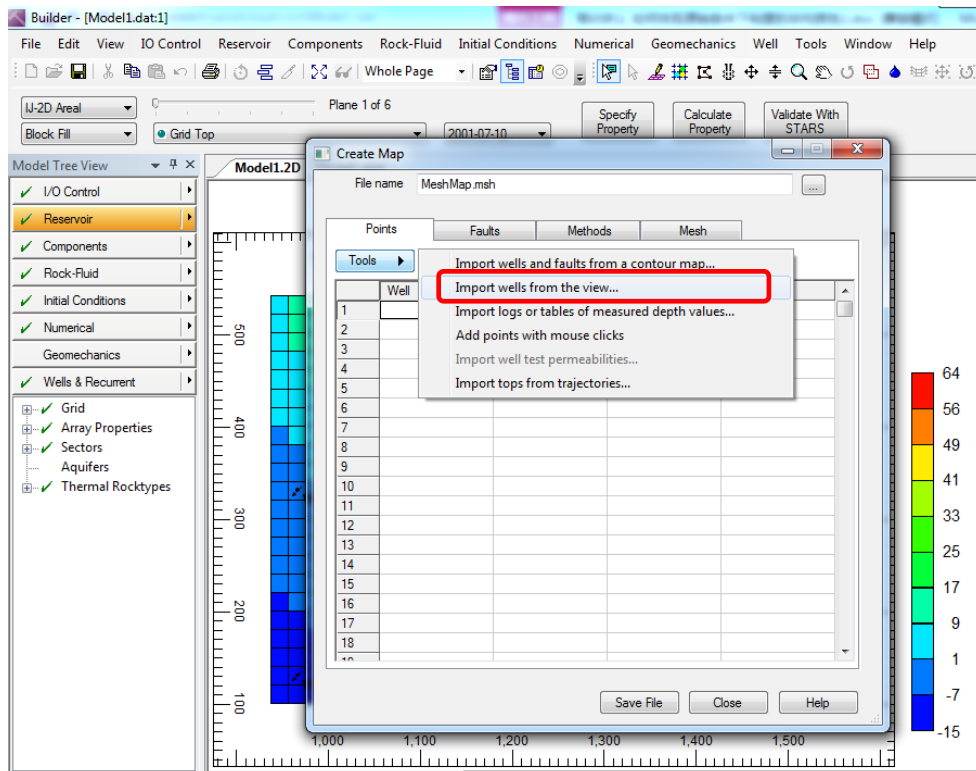 Builder - [Model1.dat:1]
File Edit View IO Control Reservoir Components Rock-Fluid Initial Conditions Numerical Geomechanics Well Tools Window Help
Whole Page
IJ-2D Areal
Plane 1 of 6
Block Fill
Grid Top
2001-07-10
Specify Property
Calculate Property
Validate With STARS
Model Tree View
I/O Control
Reservoir
Components
Rock-Fluid
Initial Conditions
Numerical
Geomechanics
Wells & Recurrent
Grid
Array Properties
Sectors
Aquifers
Thermal Rocktypes
Model1.2D
Create Map
File name MeshMap.msh
...
Points Faults Methods Mesh
Tools
Import wells and faults from a contour map...
Import wells from the view...
Import logs or tables of measured depth values...
Add points with mouse clicks
Import well test permeabilities...
Import tops from trajectories...
Well
1
2
3
4
5
6
7
8
9
10
11
12
13
14
15
16
17
18
Save File Close Help
500
400
300
200
100
1,000 1,100 1,200 1,300 1,400 1,500
64
56
49
41
33
25
17
9
1
-7
-15